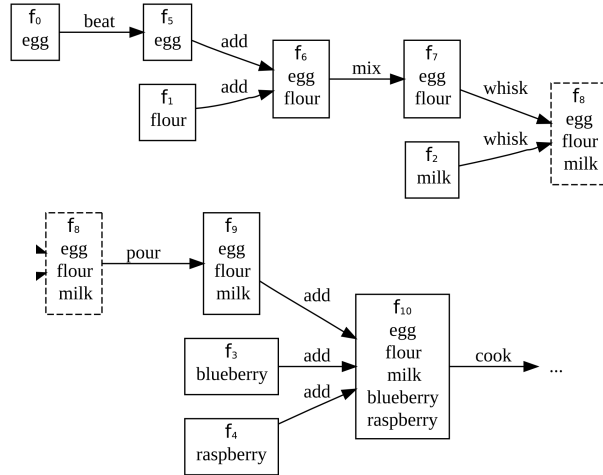 f₀
egg
beat
f₅
egg
add
f₁
flour
add
f₆
egg
flour
mix
f₇
egg
flour
whisk
f₂
milk
whisk
f₈
egg
flour
milk
f₈
egg
flour
milk
pour
f₉
egg
flour
milk
add
f₃
blueberry
add
f₄
raspberry
add
f₁₀
egg
flour
milk
blueberry
raspberry
cook
...